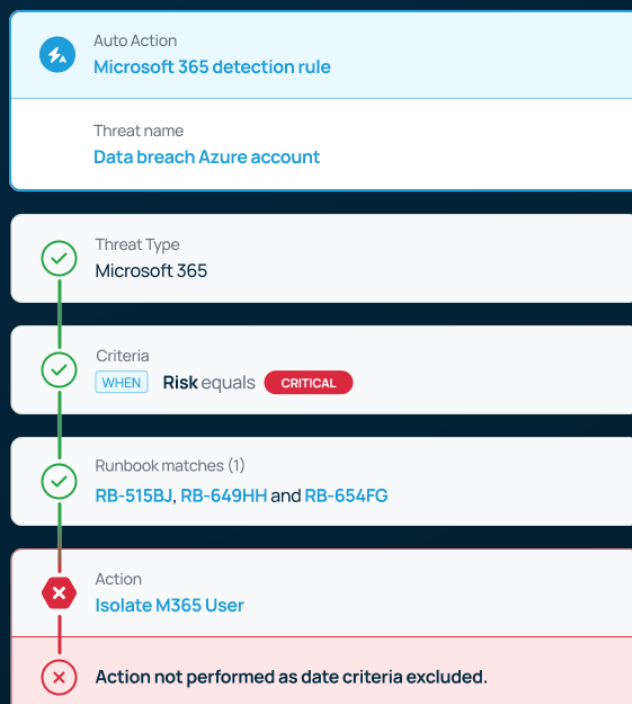 Auto Action
Microsoft 365 detection rule
Threat name
Data breach Azure account
Threat Type
Microsoft 365
Criteria
WHEN Risk equals CRITICAL
Runbook matches (1)
RB-515BJ, RB-649HH and RB-654FG
Action
Isolate M365 User
Action not performed as date criteria excluded.